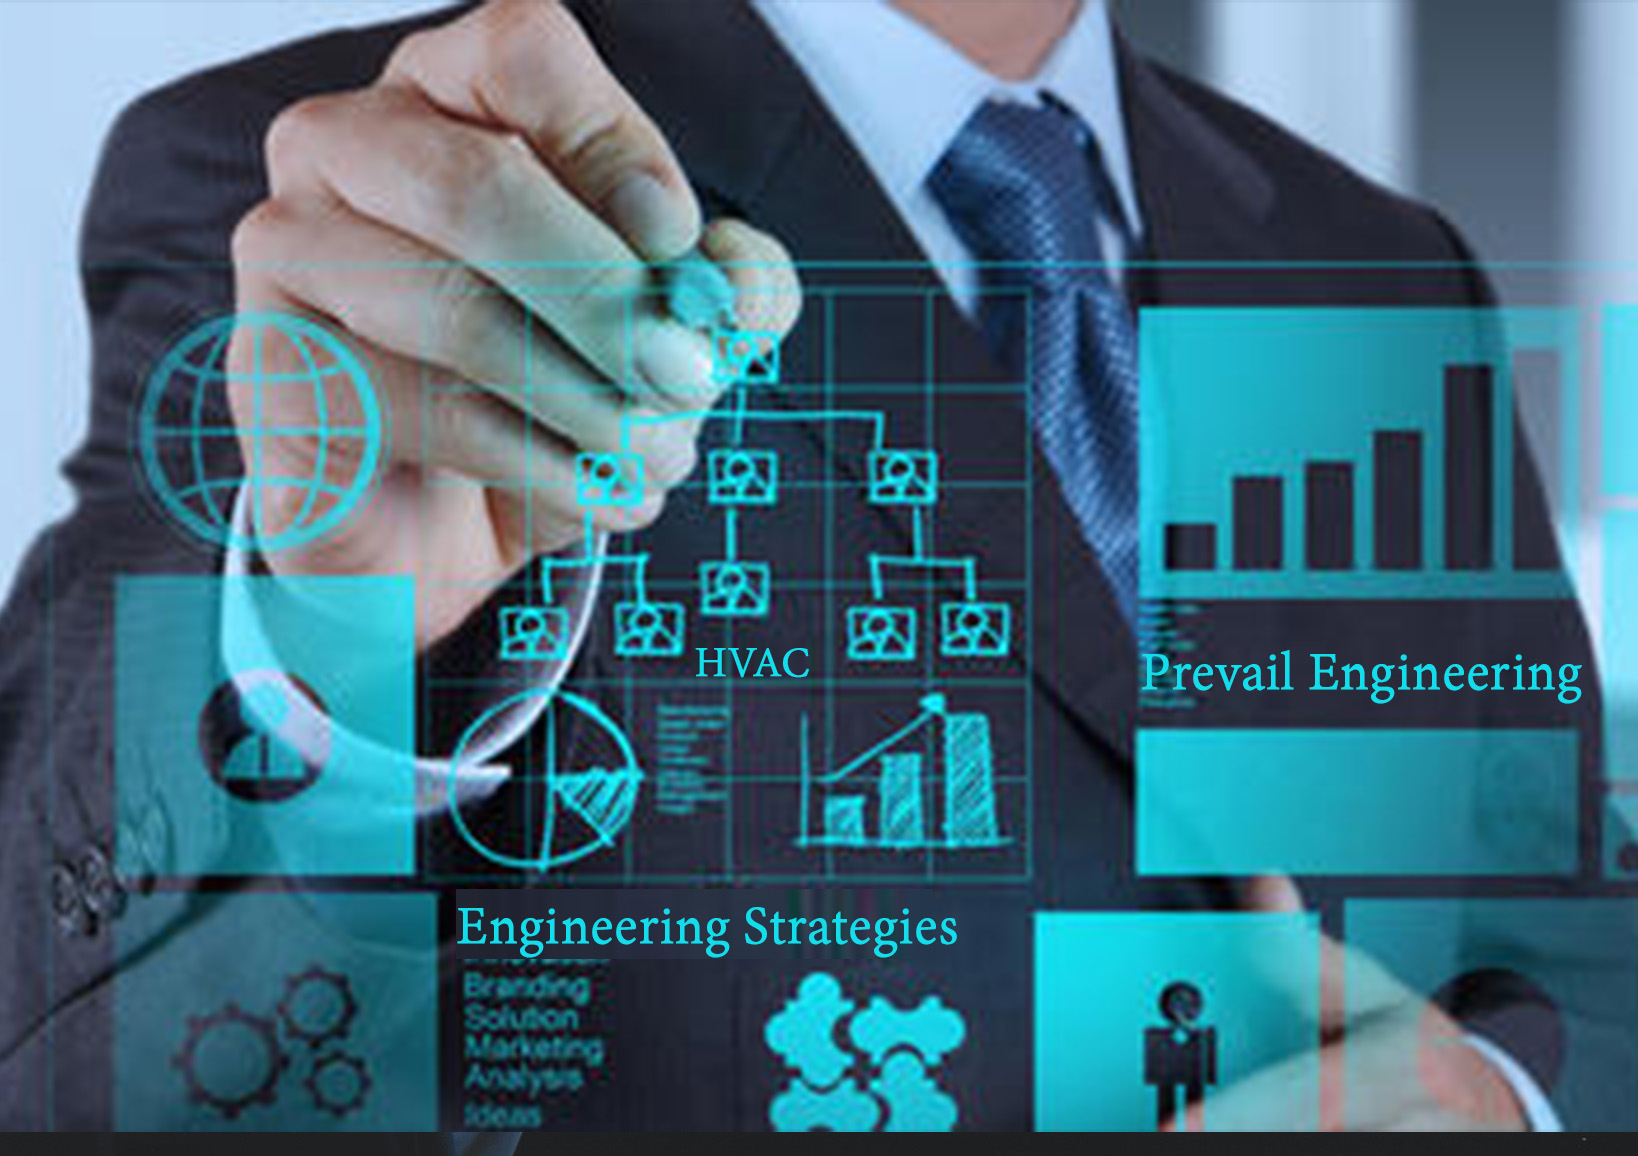 HVAC
Prevail Engineering
Engineering Strategies
Branding
Solution
Marketing
Analysis
Ideas